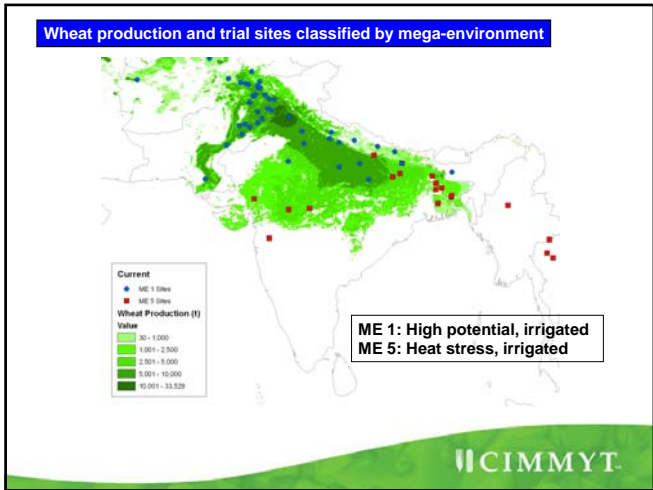 Wheat production and trial sites classified by mega-environment
Current
ME 1 Sites
ME 5 Sites
Wheat Production (t)
Value
30 - 1,000
1,001 - 2,500
2,501 - 5,000
5,001 - 10,000
10,001 - 33,529
ME 1: High potential, irrigated
ME 5: Heat stress, irrigated
CIMMYT